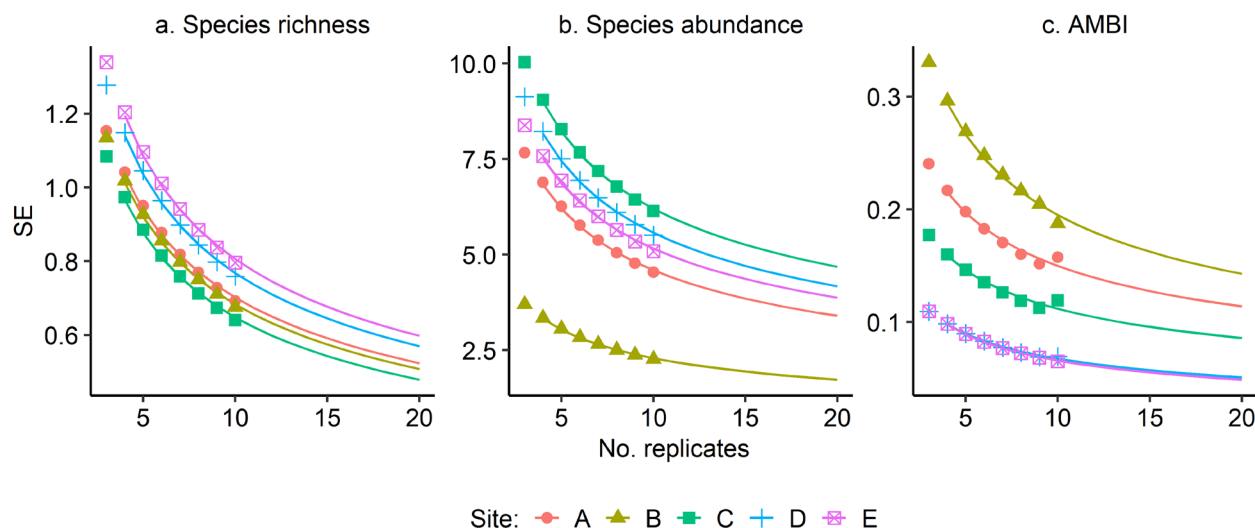 a. Species richness
b. Species abundance
c. AMBI
SE
1.2
1.0
0.8
0.6
5 10 15 20
10.0
7.5
5.0
2.5
5 10 15 20
0.3
0.2
0.1
5 10 15 20
No. replicates
Site: A B C D E